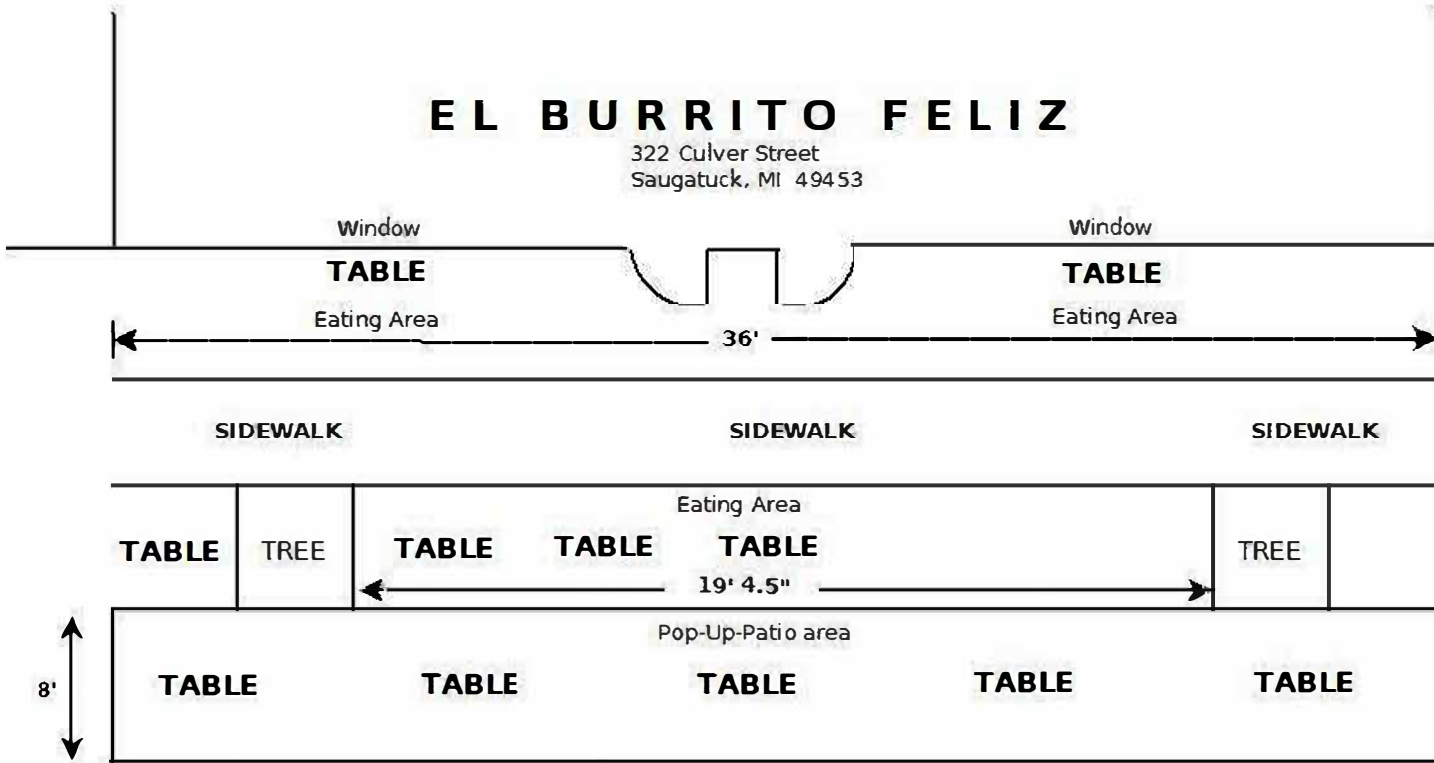 EL BURRITO FELIZ
322 Culver Street
Saugatuck, MI 49453
Window Window
TABLE TABLE
Eating Area Eating Area
36'
SIDEWALK SIDEWALK SIDEWALK
Eating Area
TABLE TREE TABLE TABLE TABLE TREE
19' 4.5"
Pop-Up-Patio area
8' TABLE TABLE TABLE TABLE TABLE